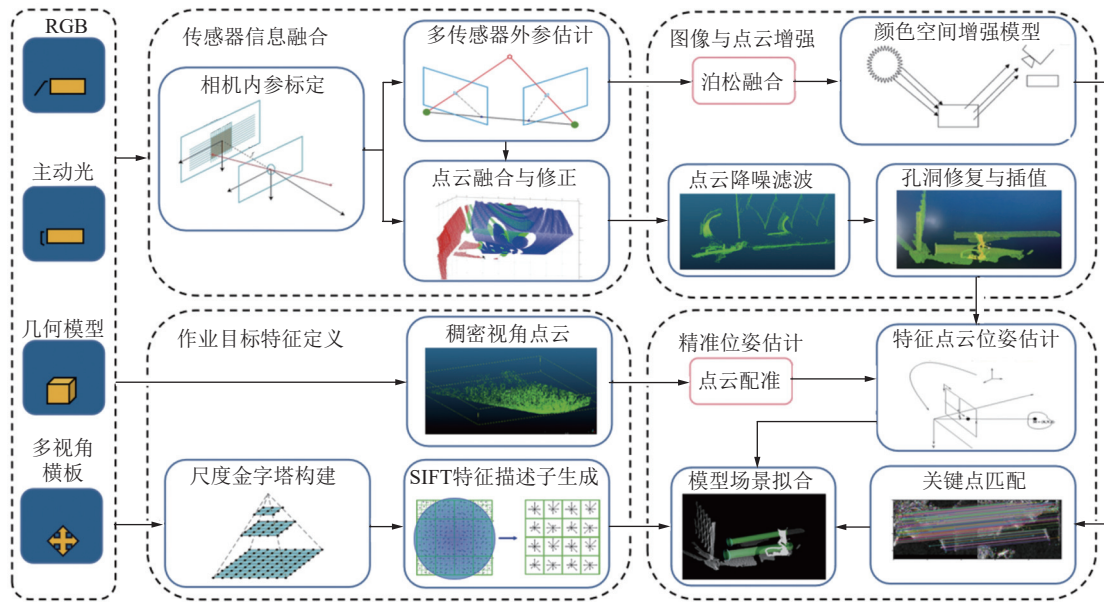 RGB
主动光
几何模型
多视角
横板
传感器信息融合
相机内参标定
多传感器外参估计
点云融合与修正
图像与点云增强
泊松融合
颜色空间增强模型
点云降噪滤波
孔洞修复与插值
作业目标特征定义
稠密视角点云
尺度金字塔构建
SIFT特征描述子生成
精准位姿估计
点云配准
特征点云位姿估计
模型场景拟合
关键点匹配